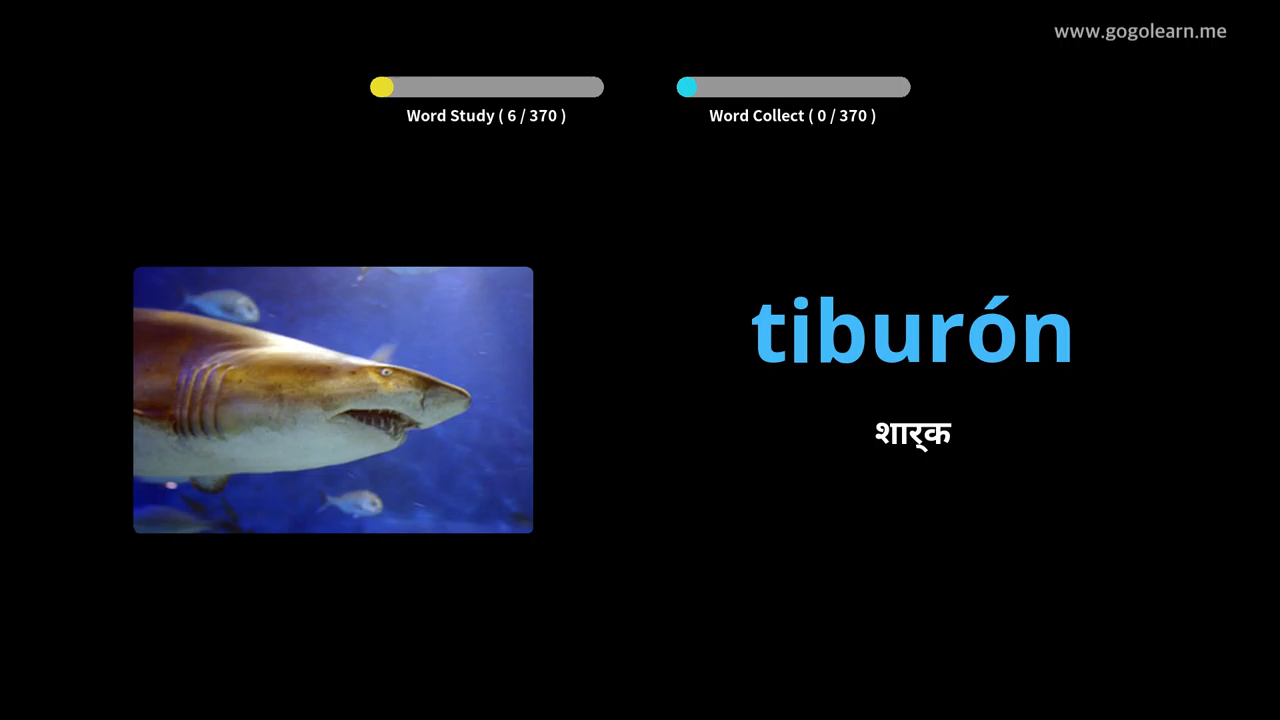 www.gogolearn.me
Word Study ( 6 / 370 )
Word Collect ( 0 / 370 )
tiburón
शार्क